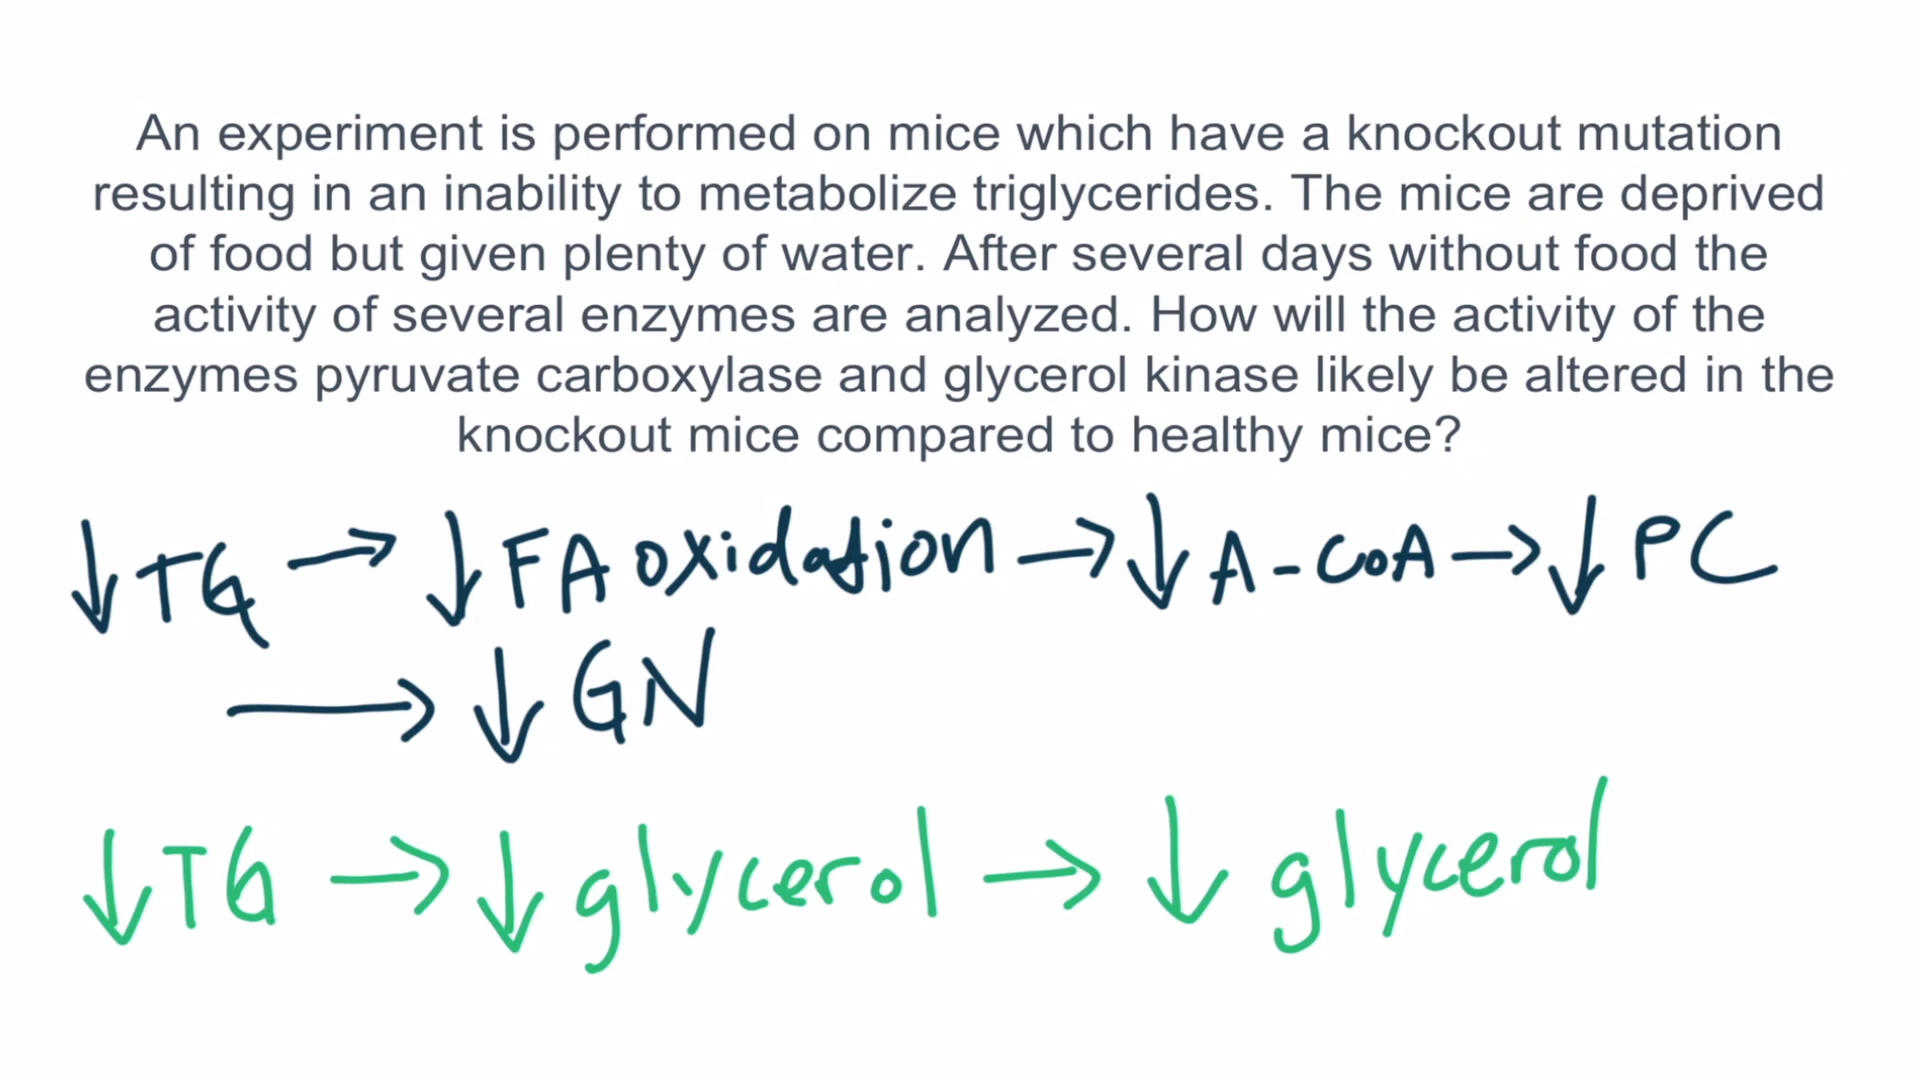 An experiment is performed on mice which have a knockout mutation
resulting in an inability to metabolize triglycerides. The mice are deprived
of food but given plenty of water. After several days without food the
activity of several enzymes are analyzed. How will the activity of the
enzymes pyruvate carboxylase and glycerol kinase likely be altered in the
knockout mice compared to healthy mice?
↓TG → ↓FA oxidation → ↓A-CoA → ↓PC
→ ↓GN
↓TG → ↓glycerol → ↓glycerol